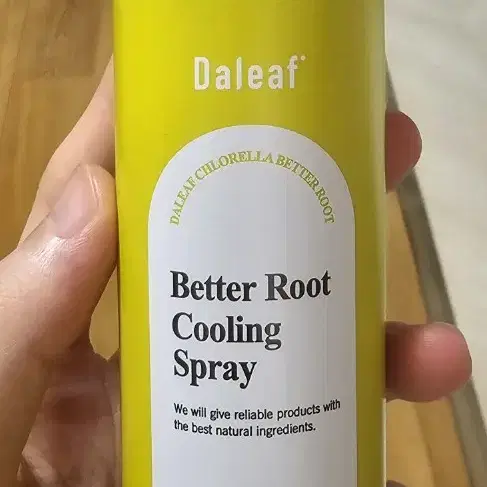 Daleaf
DALEAF CHLORELLA BETTER ROOT
Better Root
Cooling
Spray
We will give reliable products with
the best natural ingredients.